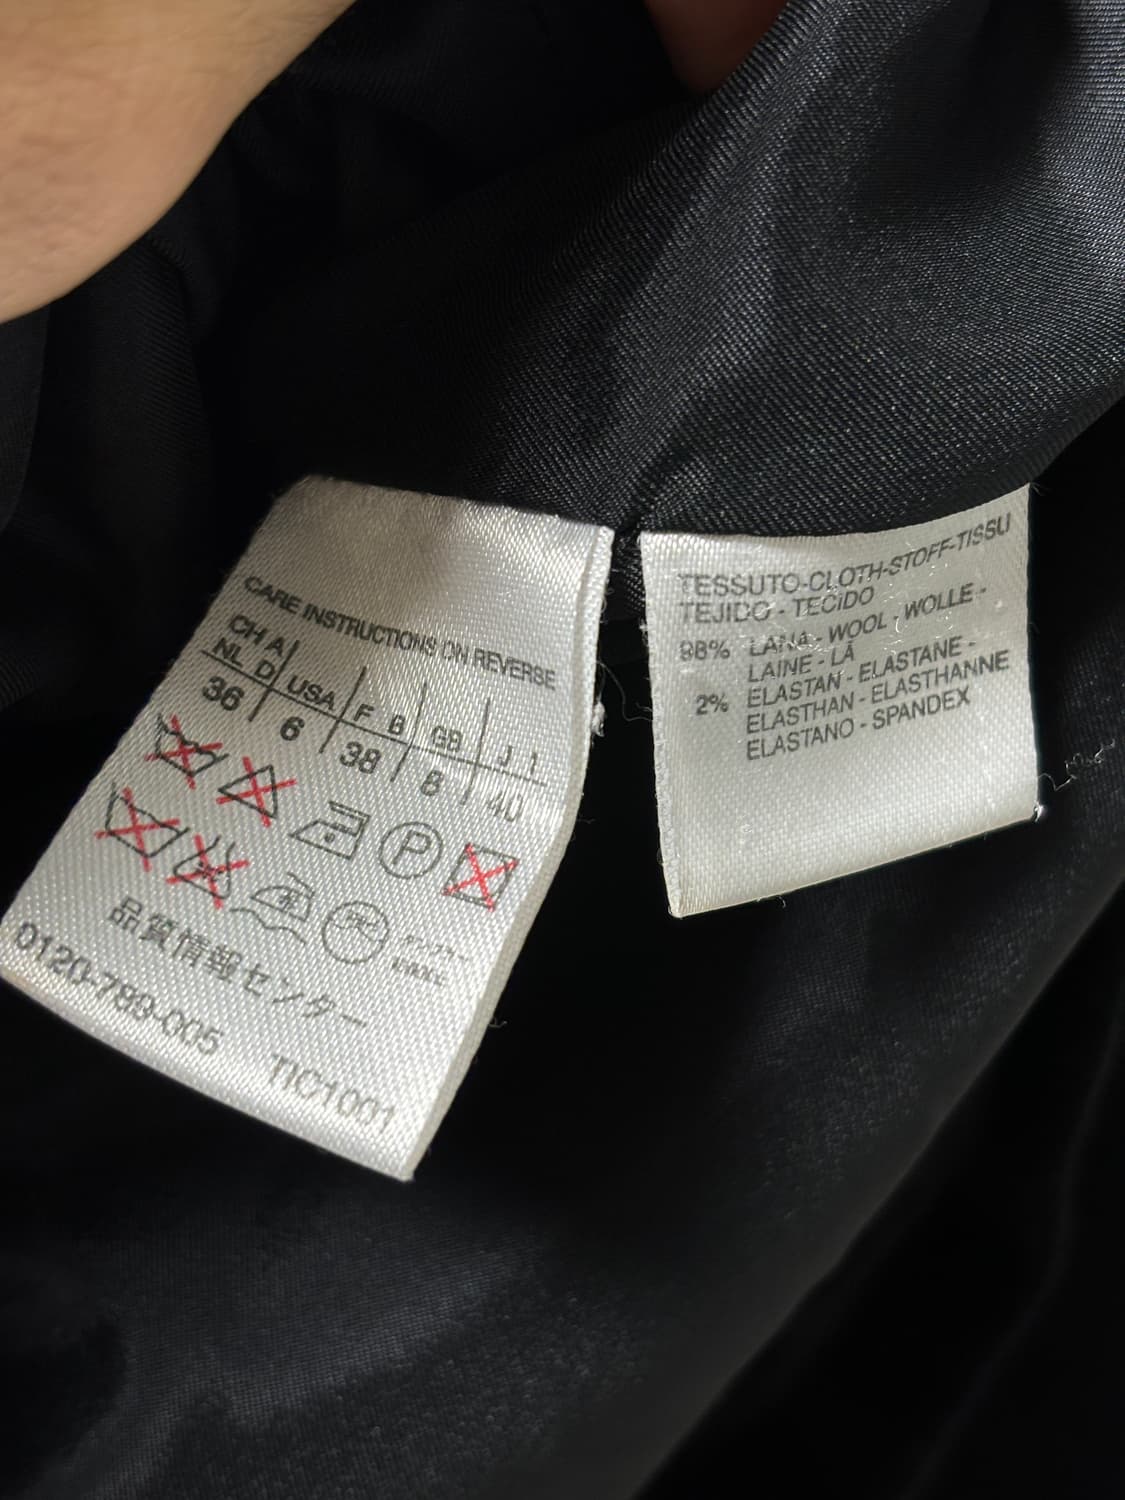 CARE INSTRUCTIONS ON REVERSE
CH A
NL D USA F B GB J I
36 6 38 8 40
P
品質情報センター
0120-789-005 TIC1001
TESSUTO-CLOTH-STOFF-TISSU
TEJIDO - TECIDO
98% LANA - WOOL - WOLLE -
LAINE - LÃ
2% ELASTAN - ELASTANE -
ELASTHAN - ELASTHANNE
ELASTANO - SPANDEX